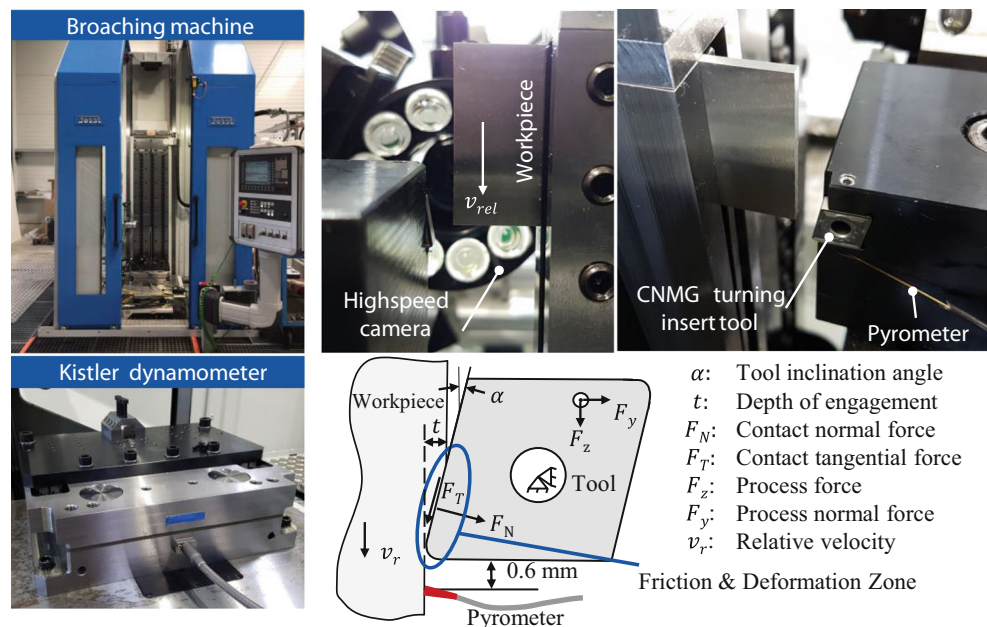 Broaching machine
Joist
Joist
Workpiece
v_rel
Highspeed
camera
CNMG turning
insert tool
Pyrometer
Kistler dynamometer
Workpiece
α
t
F_y
F_z
Tool
F_T
F_N
v_r
0.6 mm
Pyrometer
Friction & Deformation Zone
α: Tool inclination angle
t: Depth of engagement
F_N: Contact normal force
F_T: Contact tangential force
F_z: Process force
F_y: Process normal force
v_r: Relative velocity